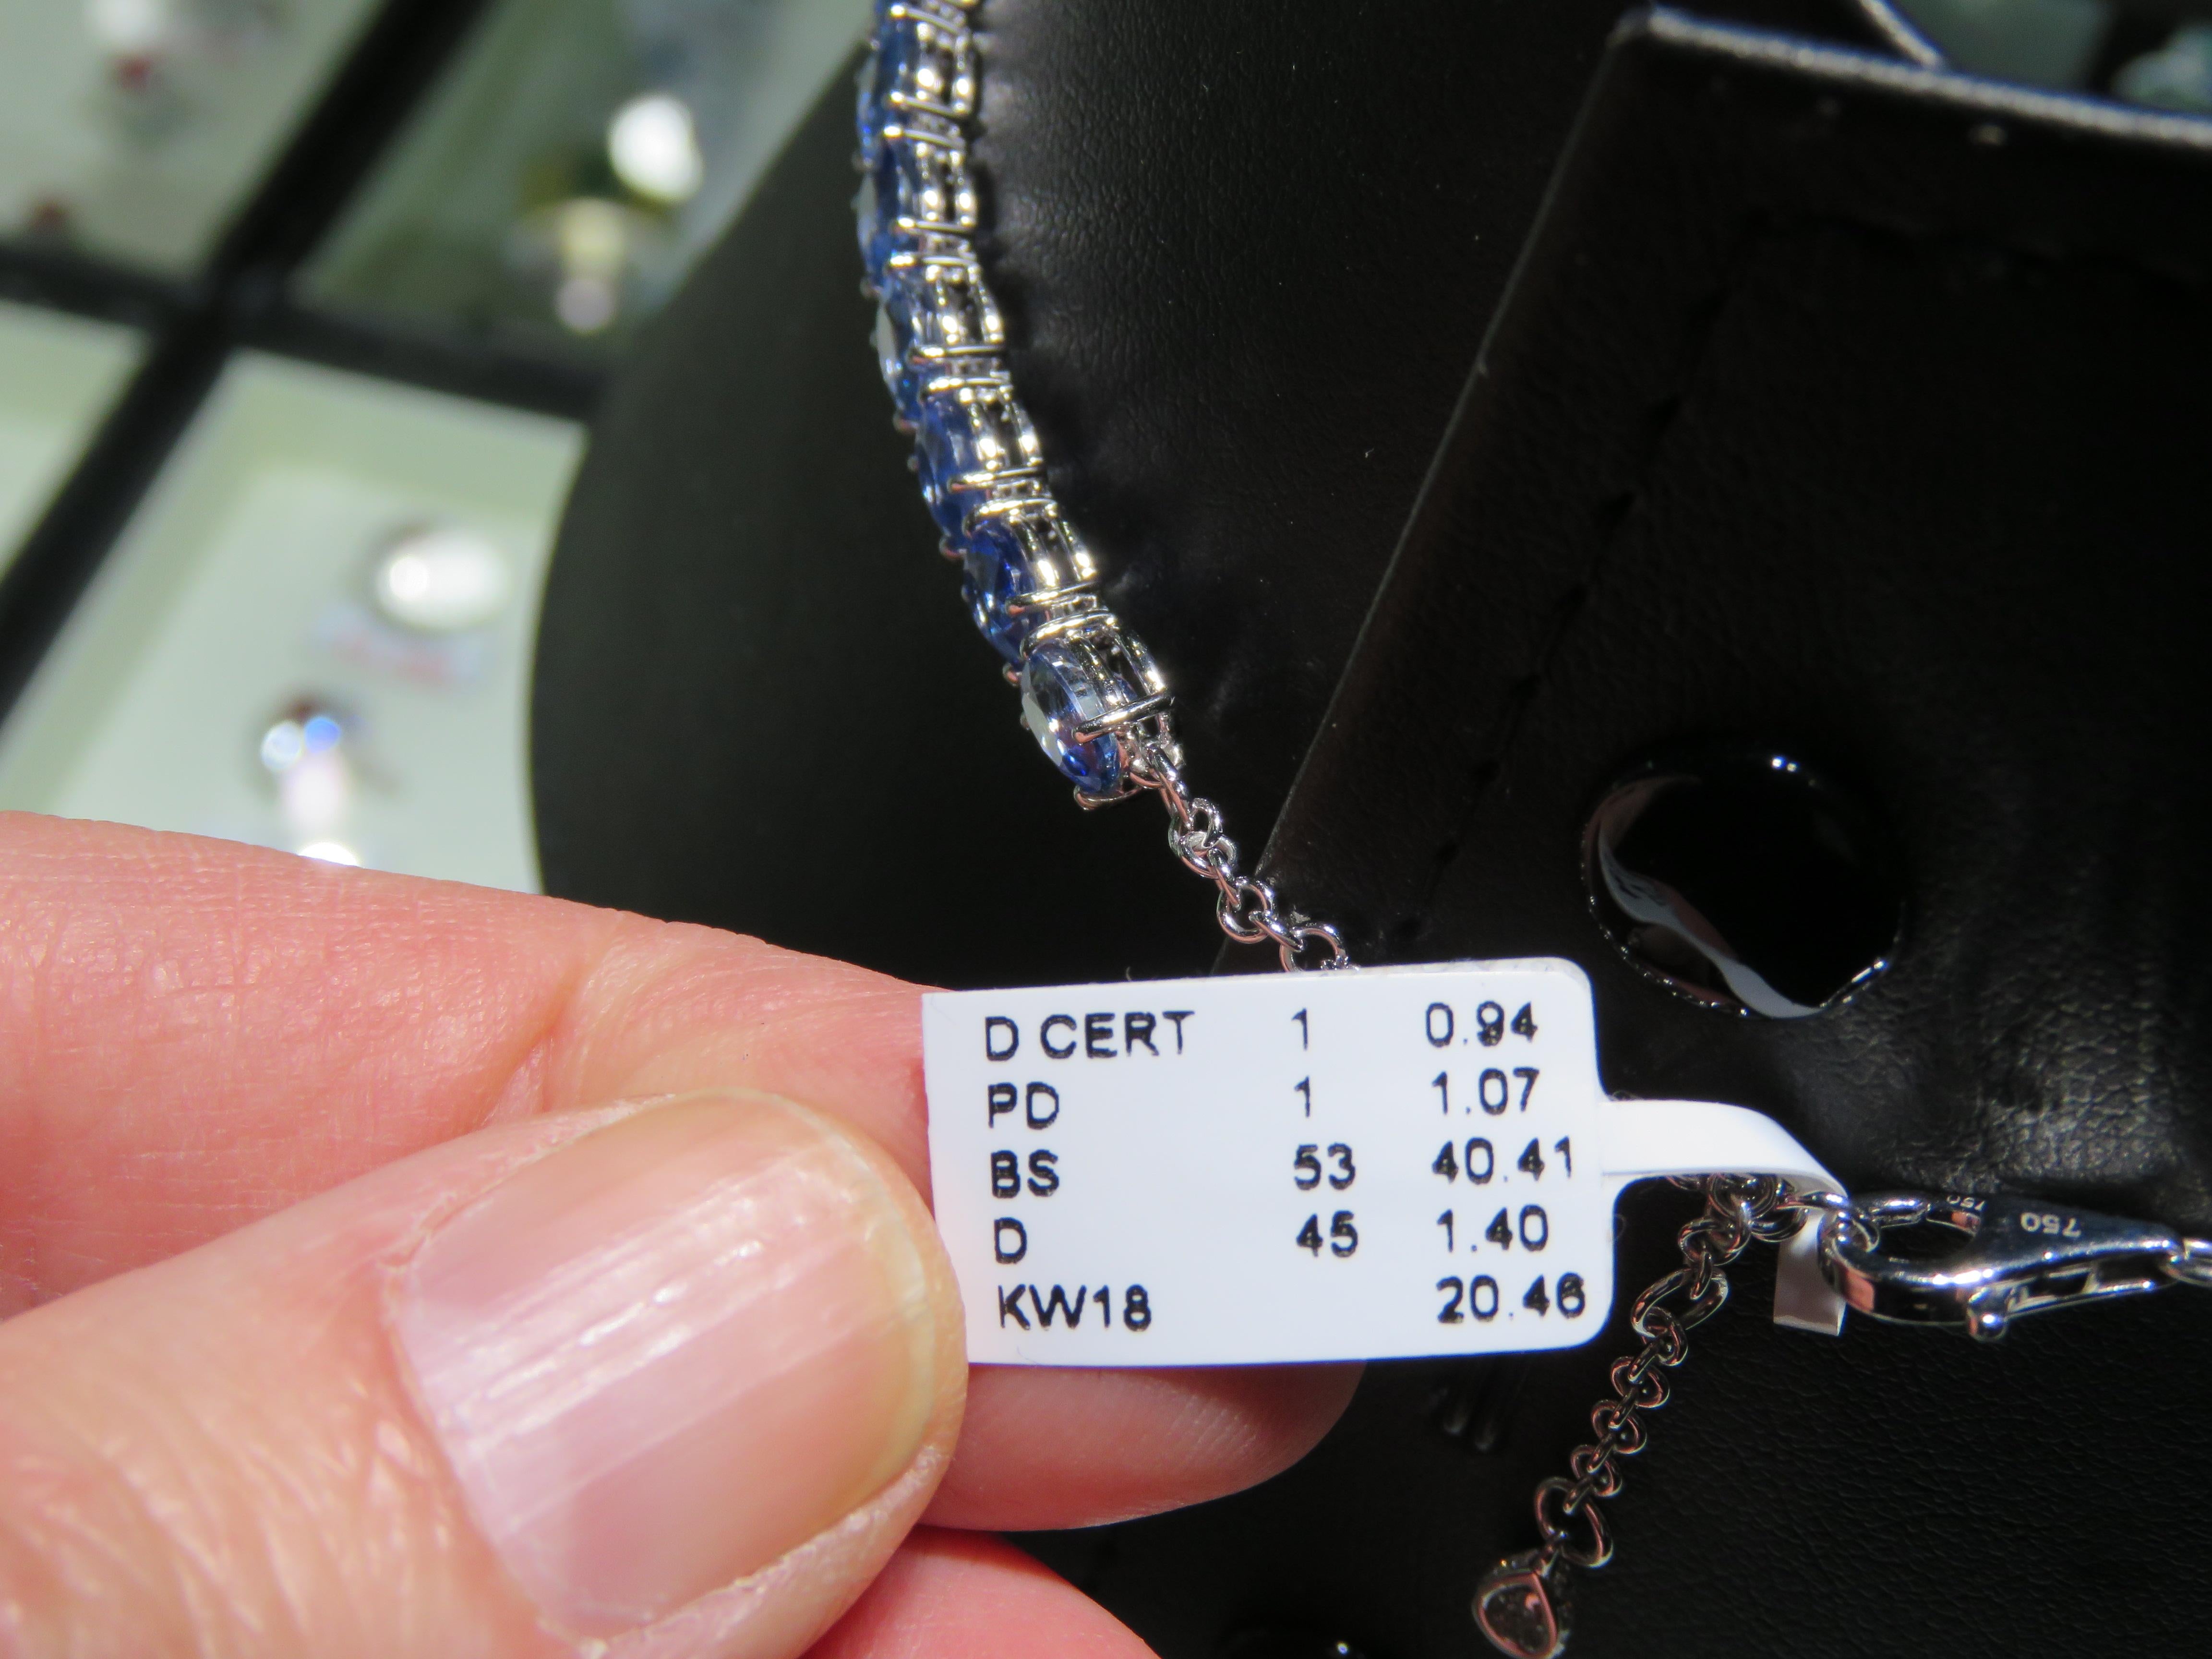 D CERT 1 0.94
PD 1 1.07
BS 53 40.41
D 45 1.40
KW18 20.46
750
750